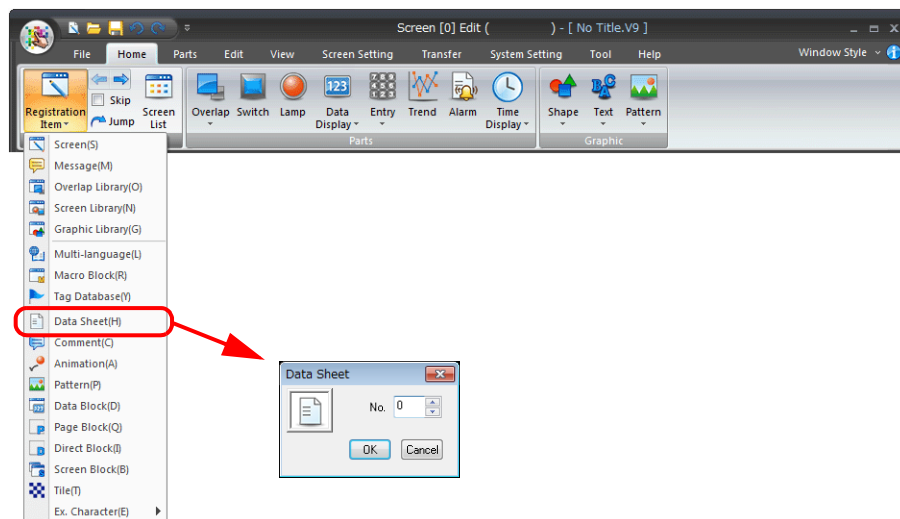 Screen [0] Edit ( ) - [ No Title.V9 ]
File Home Parts Edit View Screen Setting Transfer System Setting Tool Help Window Style
Registration Item
Skip
Jump
Screen List
Overlap Switch Lamp Data Display Entry Trend Alarm Time Display Shape Text Pattern
123
Parts Graphic
Screen(S)
Message(M)
Overlap Library(O)
Screen Library(N)
Graphic Library(G)
Multi-language(L)
Macro Block(R)
Tag Database(Y)
Data Sheet(H)
Comment(C)
Animation(A)
Pattern(P)
Data Block(D)
Page Block(Q)
Direct Block(I)
Screen Block(B)
Tile(T)
Ex. Character(E)
Data Sheet
No. 0
OK Cancel